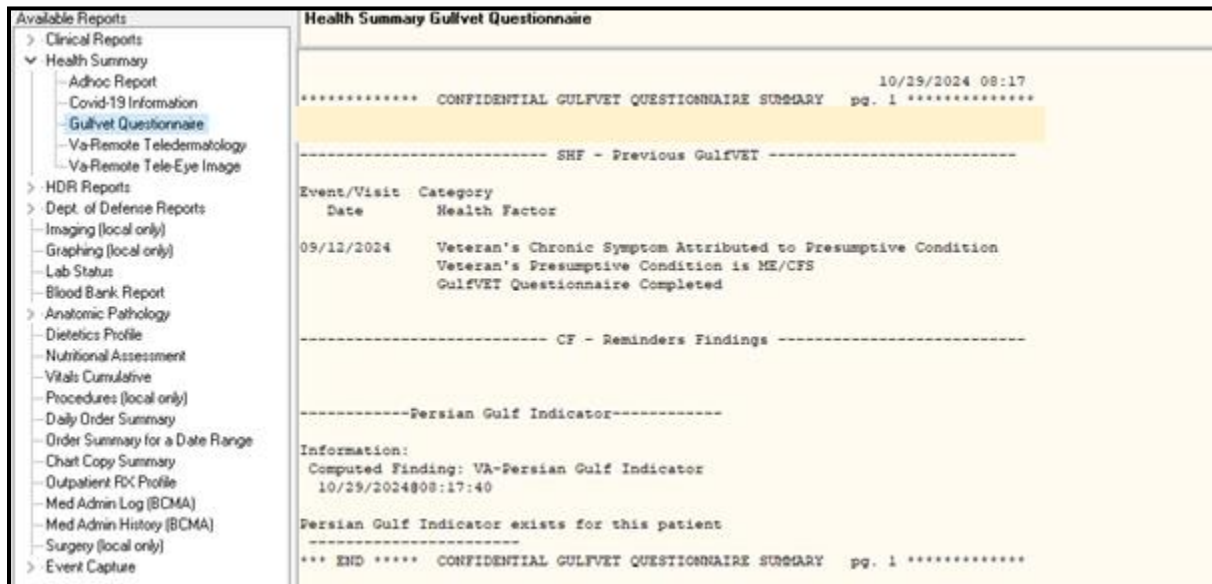 Available Reports
> Clinical Reports
Health Summary
Adhoc Report
Covid-19 Information
Gulfvet Questionnaire
Va-Remote Teledermatology
Va-Remote Tele-Eye Image
> HDR Reports
> Dept. of Defense Reports
Imaging (local only)
Graphing (local only)
Lab Status
Blood Bank Report
> Anatomic Pathology
Dietetics Profile
Nutritional Assessment
Vitals Cumulative
Procedures (local only)
Daily Order Summary
Order Summary for a Date Range
Chart Copy Summary
Outpatient RX Profile
Med Admin Log (BCMA)
Med Admin History (BCMA)
Surgery (local only)
> Event Capture
Health Summary Gulfvet Questionnaire
10/29/2024 08:17
************* CONFIDENTIAL GULFVET QUESTIONNAIRE SUMMARY pg. 1 **************
--------------------------- SHF - Previous GulfVET ---------------------------
Event/Visit Category
Date Health Factor
09/12/2024 Veteran's Chronic Symptom Attributed to Presumptive Condition
Veteran's Presumptive Condition is ME/CFS
GulfVET Questionnaire Completed
--------------------------- CF - Reminders Findings ---------------------------
------------Persian Gulf Indicator------------
Information:
Computed Finding: VA-Persian Gulf Indicator
10/29/2024@08:17:40
Persian Gulf Indicator exists for this patient
-----------------------
*** END ***** CONFIDENTIAL GULFVET QUESTIONNAIRE SUMMARY pg. 1 *************